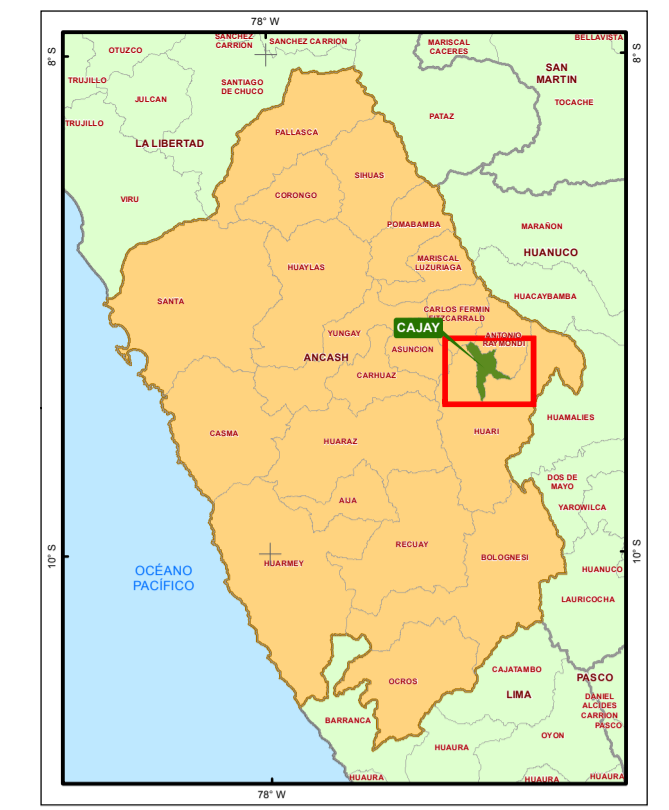 78° W
SANCHEZ
CARRIÓN
SANCHEZ CARRION
MARISCAL
CACERES
BELLAVISTA
OTUZCO
8° S
8° S
SAN
MARTIN
TRUJILLO
SANTIAGO
DE CHUCO
JULCAN
TOCACHE
PATAZ
TRUJILLO
PALLASCA
LA LIBERTAD
SIHUAS
CORONGO
VIRU
POMABAMBA
MARAÑON
HUANUCO
MARISCAL
LUZURIAGA
HUAYLAS
HUACAYBAMBA
SANTA
CARLOS FERMIN
FITZCARRALD
CAJAY
YUNGAY
ANTONIO
RAYMONDI
ASUNCION
ANCASH
CARHUAZ
HUAMALIES
CASMA
HUARAZ
HUARI
DOS DE
MAYO
AIJA
YAROWILCA
RECUAY
BOLOGNESI
10° S
10° S
HUARMEY
OCÉANO
PACÍFICO
HUANUCO
LAURICOCHA
CAJATAMBO
PASCO
OCROS
LIMA
DANIEL
ALCIDES
CARRION
PASCO
BARRANCA
OYON
HUAURA
HUAURA
HUAURA
HUAURA
78° W